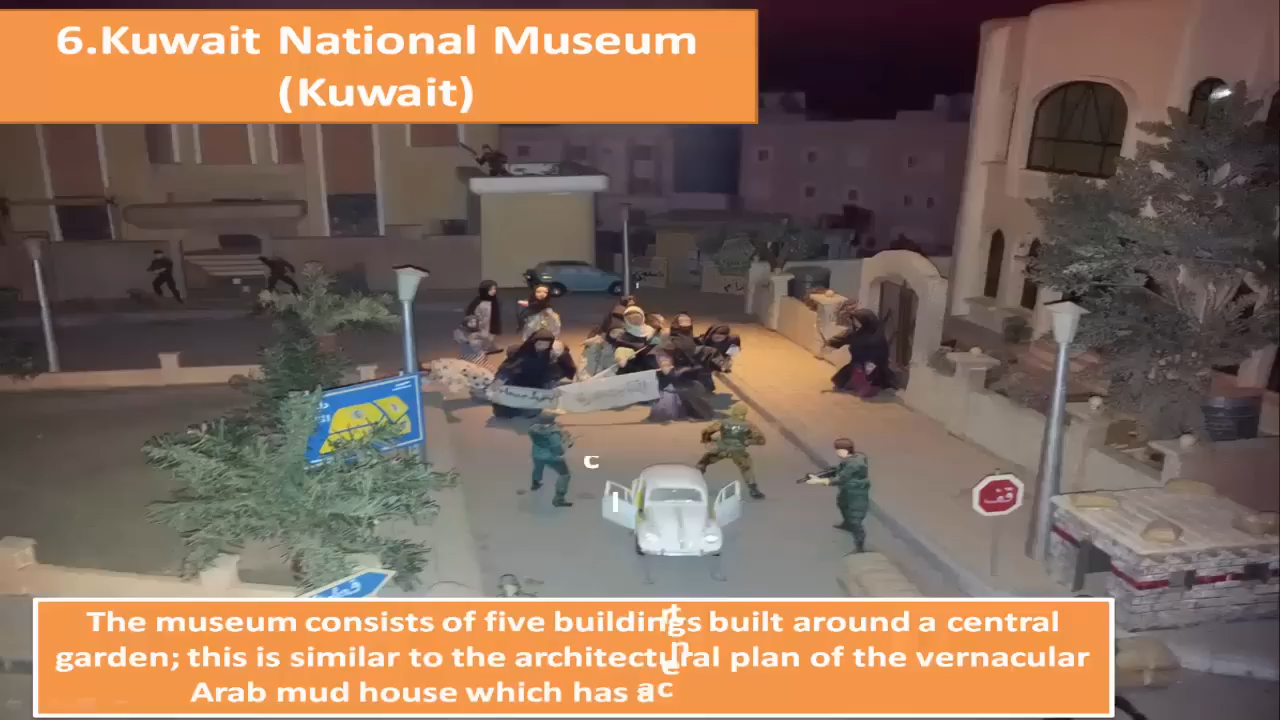 6.Kuwait National Museum
(Kuwait)
قف
The museum consists of five buildings built around a central
garden; this is similar to the architectural plan of the vernacular
Arab mud house which has a